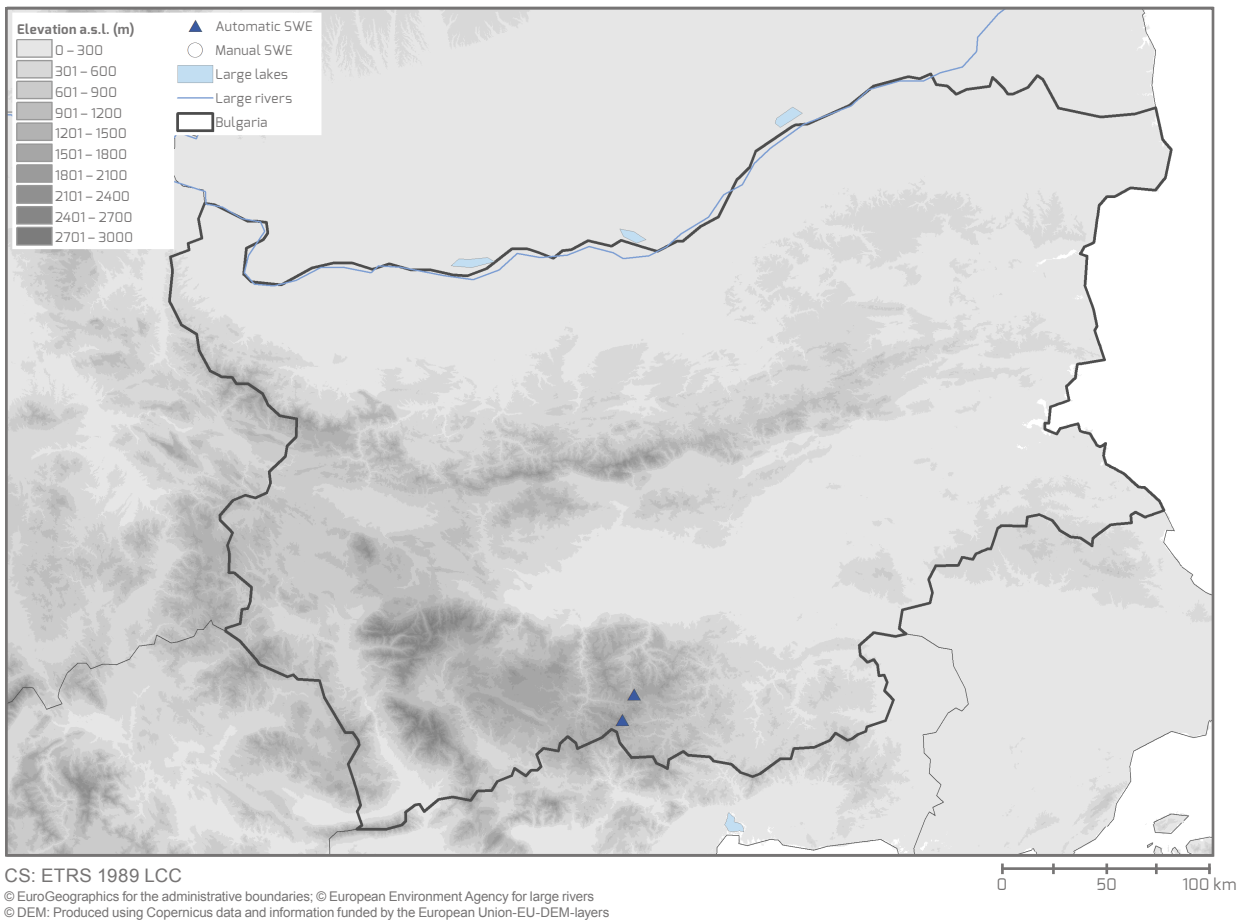 Elevation a.s.l. (m)
0 – 300
301 – 600
601 – 900
901 – 1200
1201 – 1500
1501 – 1800
1801 – 2100
2101 – 2400
2401 – 2700
2701 – 3000
Automatic SWE
Manual SWE
Large lakes
Large rivers
Bulgaria
CS: ETRS 1989 LCC
© EuroGeographics for the administrative boundaries; © European Environment Agency for large rivers
© DEM: Produced using Copernicus data and information funded by the European Union-EU-DEM-layers
0 50 100 km